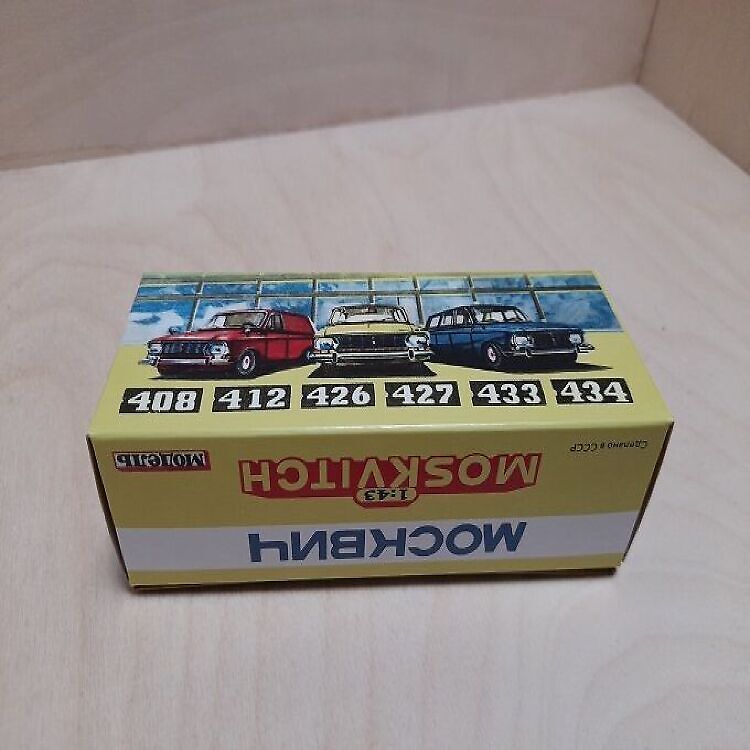 408 412 426 427 433 434
Сделано в СССР
MOSKVITCH
МОДЕЛЬ
1:43
МОСКВИЧ